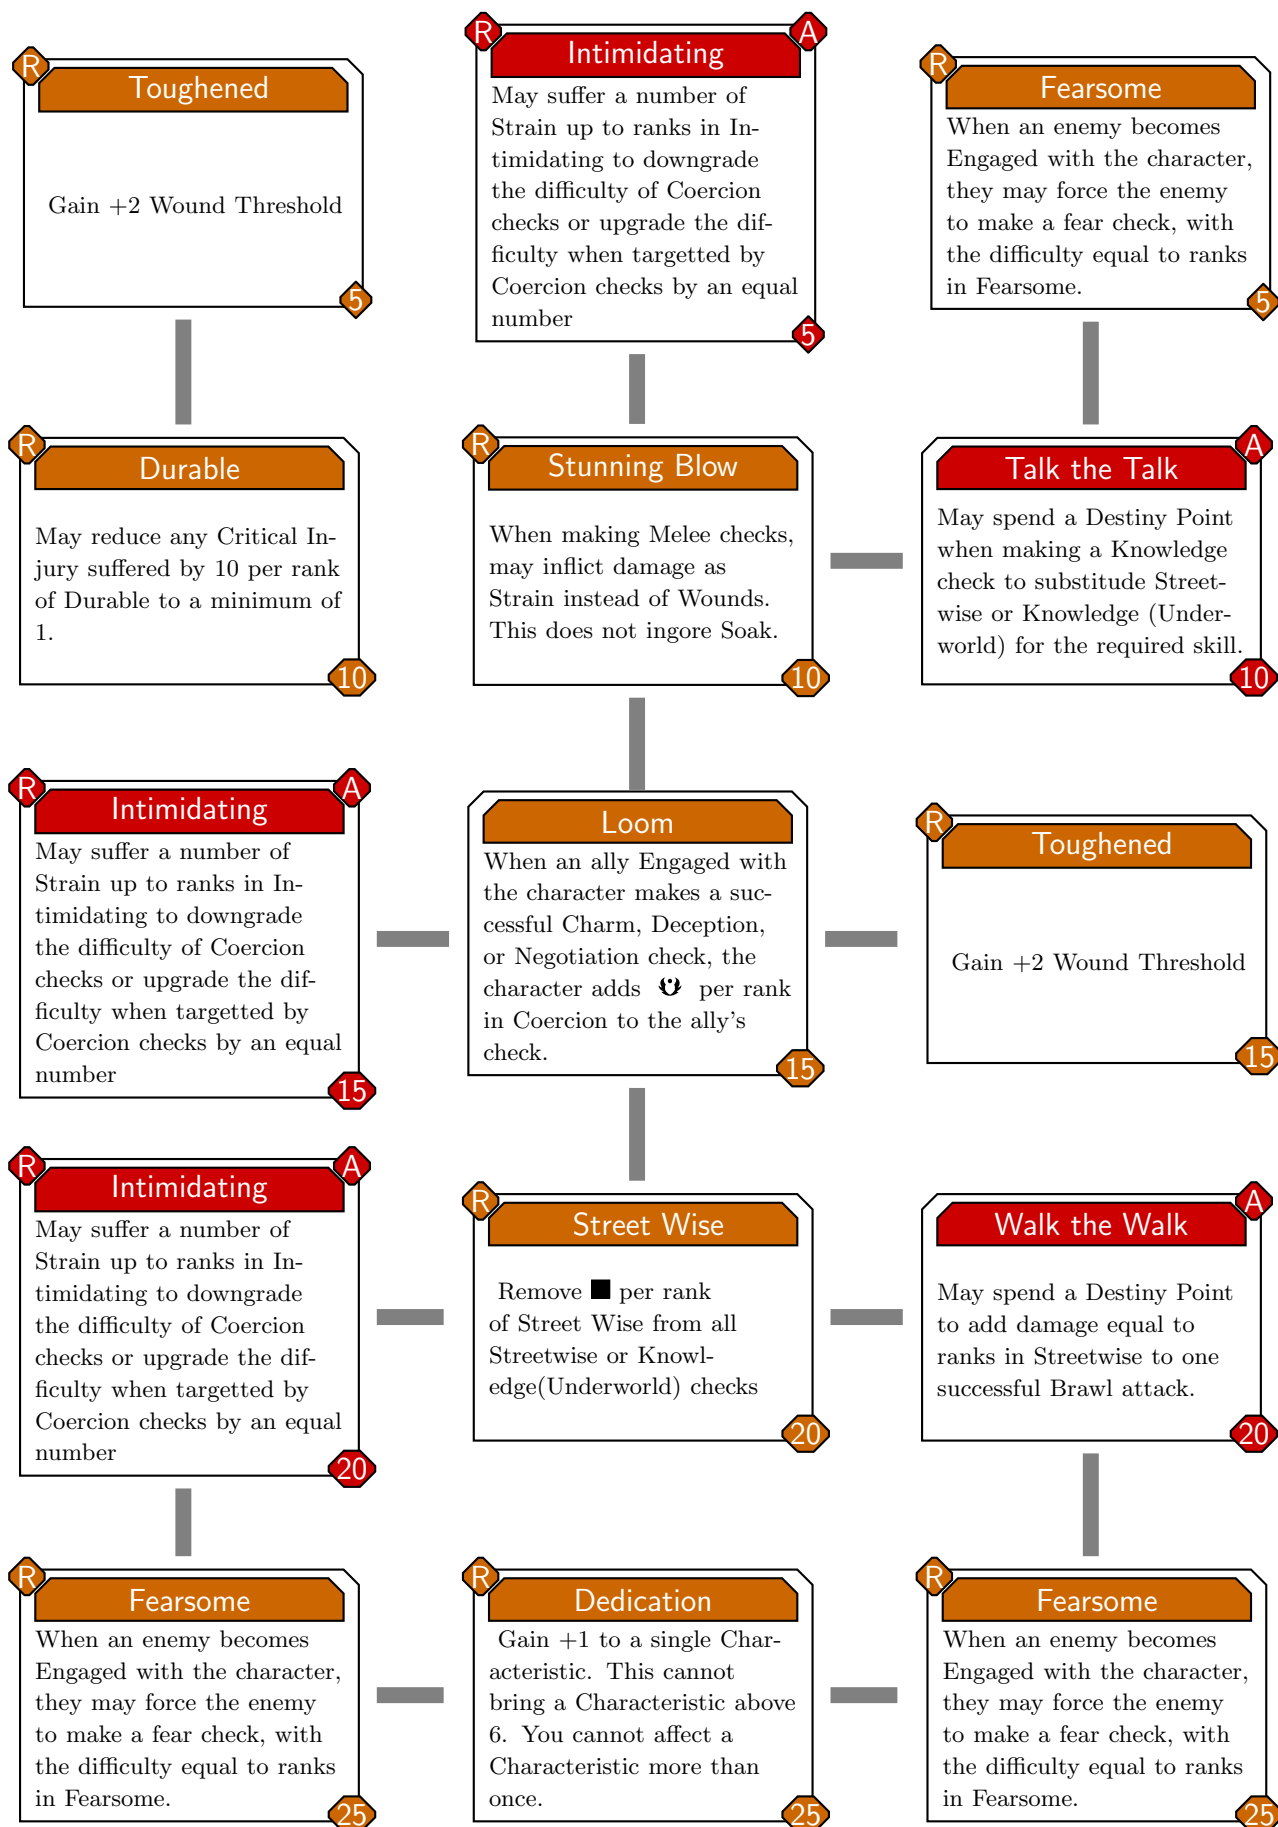 R
Toughened
Gain +2 Wound Threshold
5
R
A
Intimidating
May suffer a number of
Strain up to ranks in In-
timidating to downgrade
the difficulty of Coercion
checks or upgrade the dif-
ficulty when targetted by
Coercion checks by an equal
number
5
R
Fearsome
When an enemy becomes
Engaged with the character,
they may force the enemy
to make a fear check, with
the difficulty equal to ranks
in Fearsome.
5
R
Durable
May reduce any Critical In-
jury suffered by 10 per rank
of Durable to a minimum of
1.
10
R
Stunning Blow
When making Melee checks,
may inflict damage as
Strain instead of Wounds.
This does not ingore Soak.
10
A
Talk the Talk
May spend a Destiny Point
when making a Knowledge
check to substitude Street-
wise or Knowledge (Under-
world) for the required skill.
10
R
A
Intimidating
May suffer a number of
Strain up to ranks in In-
timidating to downgrade
the difficulty of Coercion
checks or upgrade the dif-
ficulty when targetted by
Coercion checks by an equal
number
15
Loom
When an ally Engaged with
the character makes a suc-
cessful Charm, Deception,
or Negotiation check, the
character adds per rank
in Coercion to the ally's
check.
15
R
Toughened
Gain +2 Wound Threshold
15
R
A
Intimidating
May suffer a number of
Strain up to ranks in In-
timidating to downgrade
the difficulty of Coercion
checks or upgrade the dif-
ficulty when targetted by
Coercion checks by an equal
number
20
R
Street Wise
Remove ■ per rank
of Street Wise from all
Streetwise or Knowl-
edge(Underworld) checks
20
A
Walk the Walk
May spend a Destiny Point
to add damage equal to
ranks in Streetwise to one
successful Brawl attack.
20
R
Fearsome
When an enemy becomes
Engaged with the character,
they may force the enemy
to make a fear check, with
the difficulty equal to ranks
in Fearsome.
25
R
Dedication
Gain +1 to a single Char-
acteristic. This cannot
bring a Characteristic above
6. You cannot affect a
Characteristic more than
once.
25
R
Fearsome
When an enemy becomes
Engaged with the character,
they may force the enemy
to make a fear check, with
the difficulty equal to ranks
in Fearsome.
25